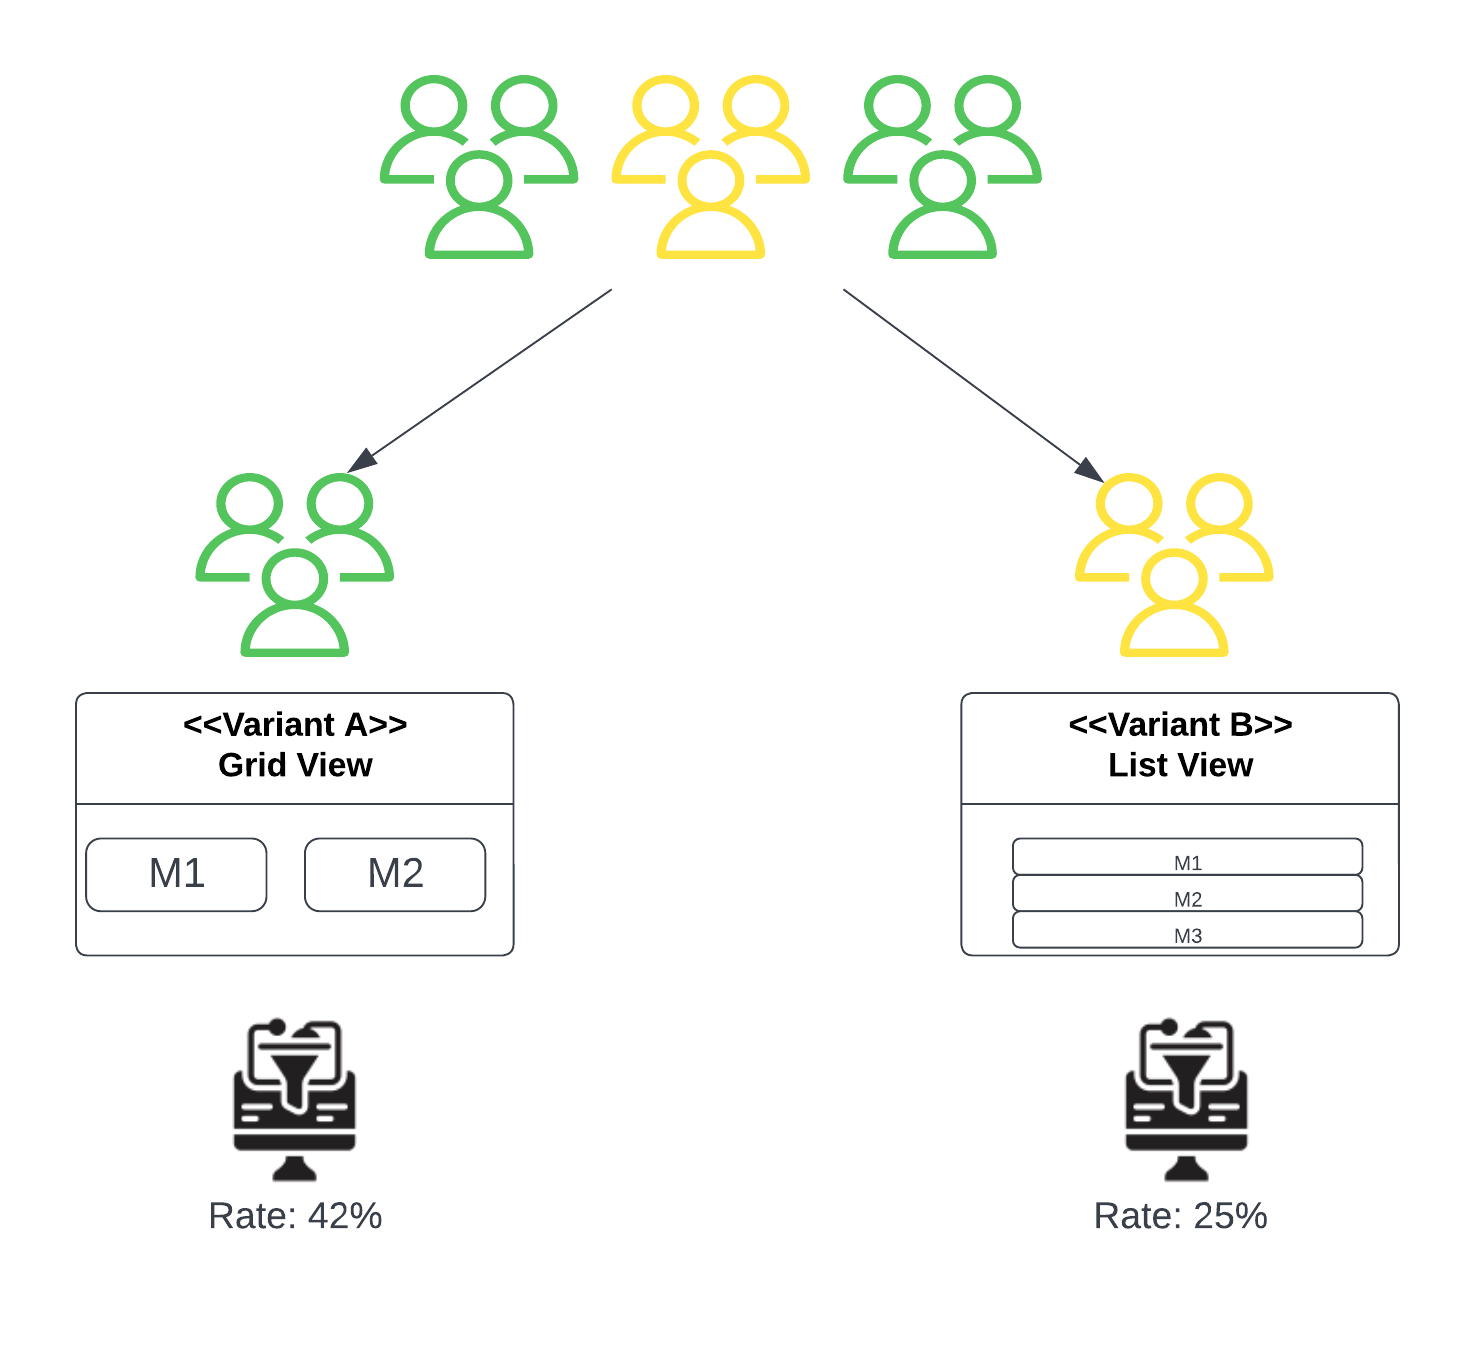 <<Variant A>>
Grid View
M1
M2
Rate: 42%
<<Variant B>>
List View
M1
M2
M3
Rate: 25%